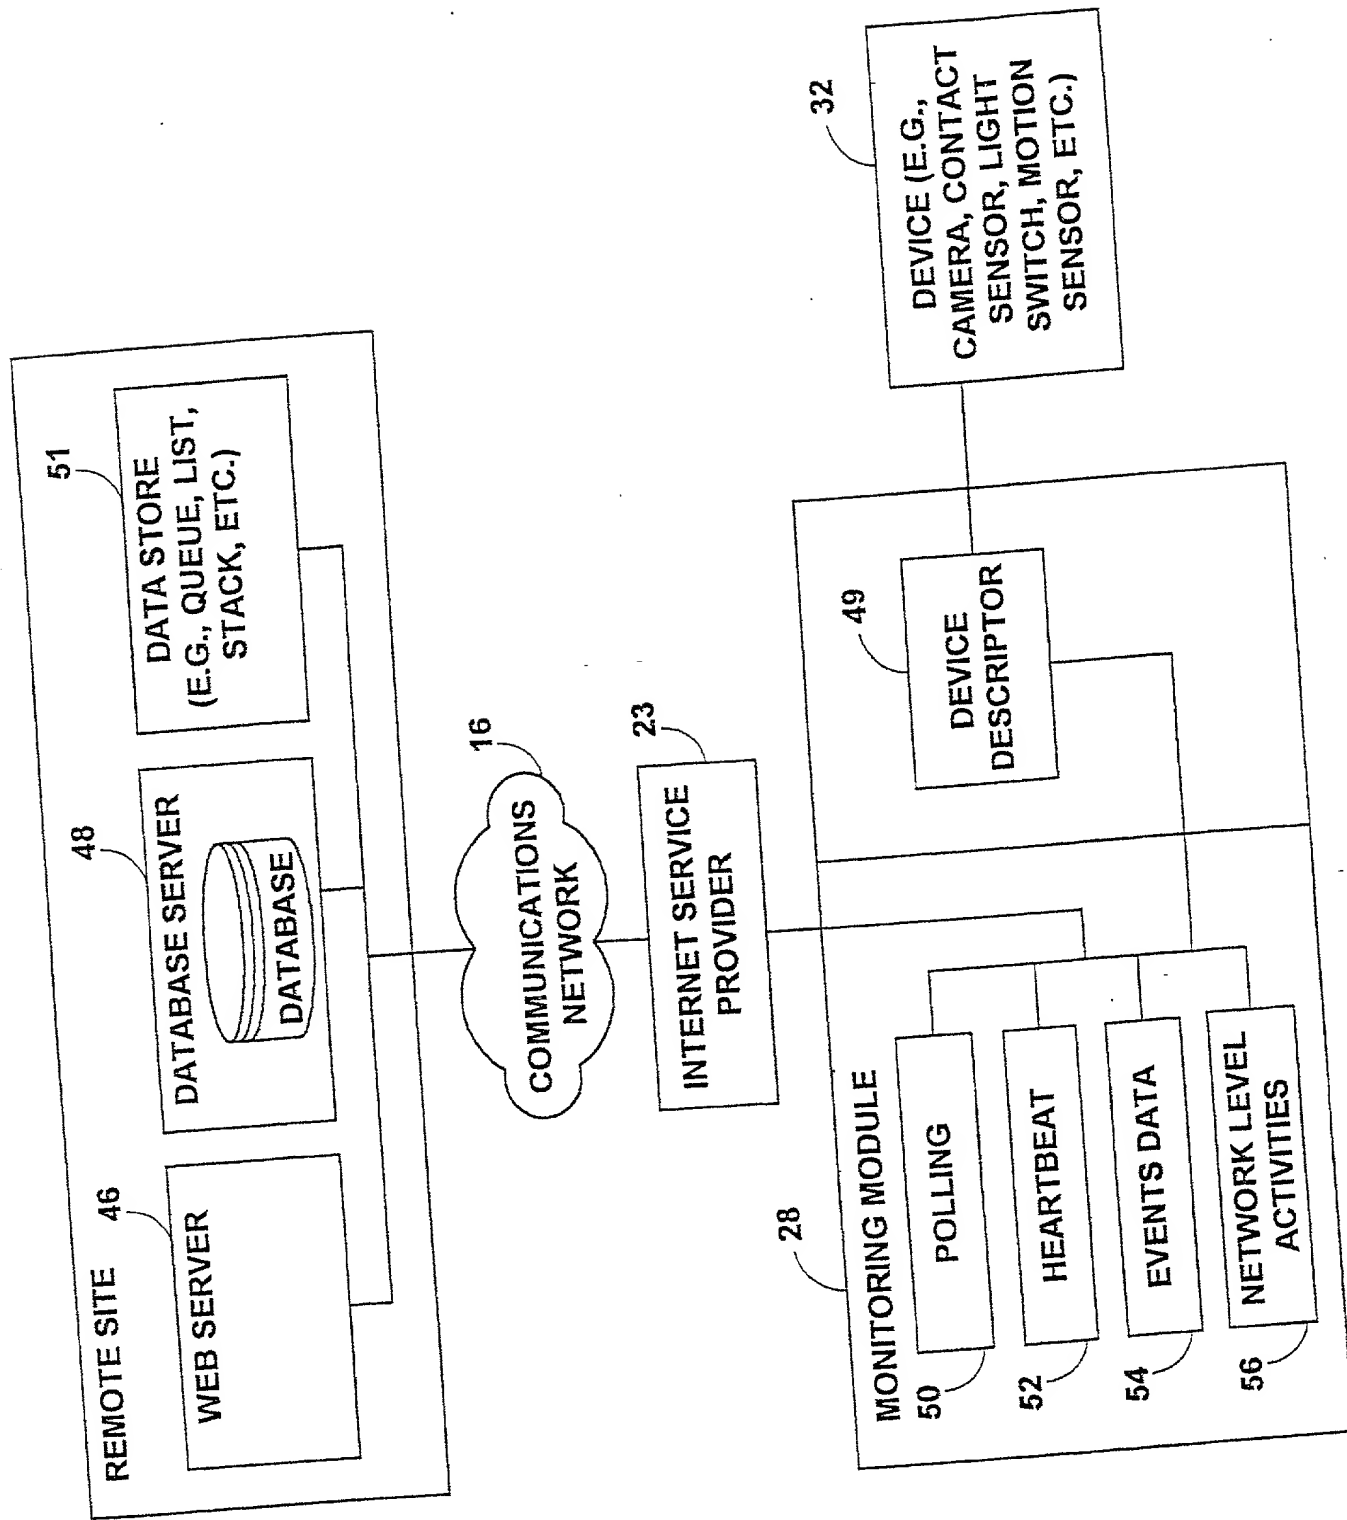 REMOTE SITE
46
WEB SERVER
48
DATABASE SERVER
DATABASE
51
DATA STORE
(E.G., QUEUE, LIST,
STACK, ETC.)
16
COMMUNICATIONS
NETWORK
23
INTERNET SERVICE
PROVIDER
28
MONITORING MODULE
50
POLLING
52
HEARTBEAT
54
EVENTS DATA
56
NETWORK LEVEL
ACTIVITIES
49
DEVICE
DESCRIPTOR
32
DEVICE (E.G.,
CAMERA, CONTACT
SENSOR, LIGHT
SWITCH, MOTION
SENSOR, ETC.)